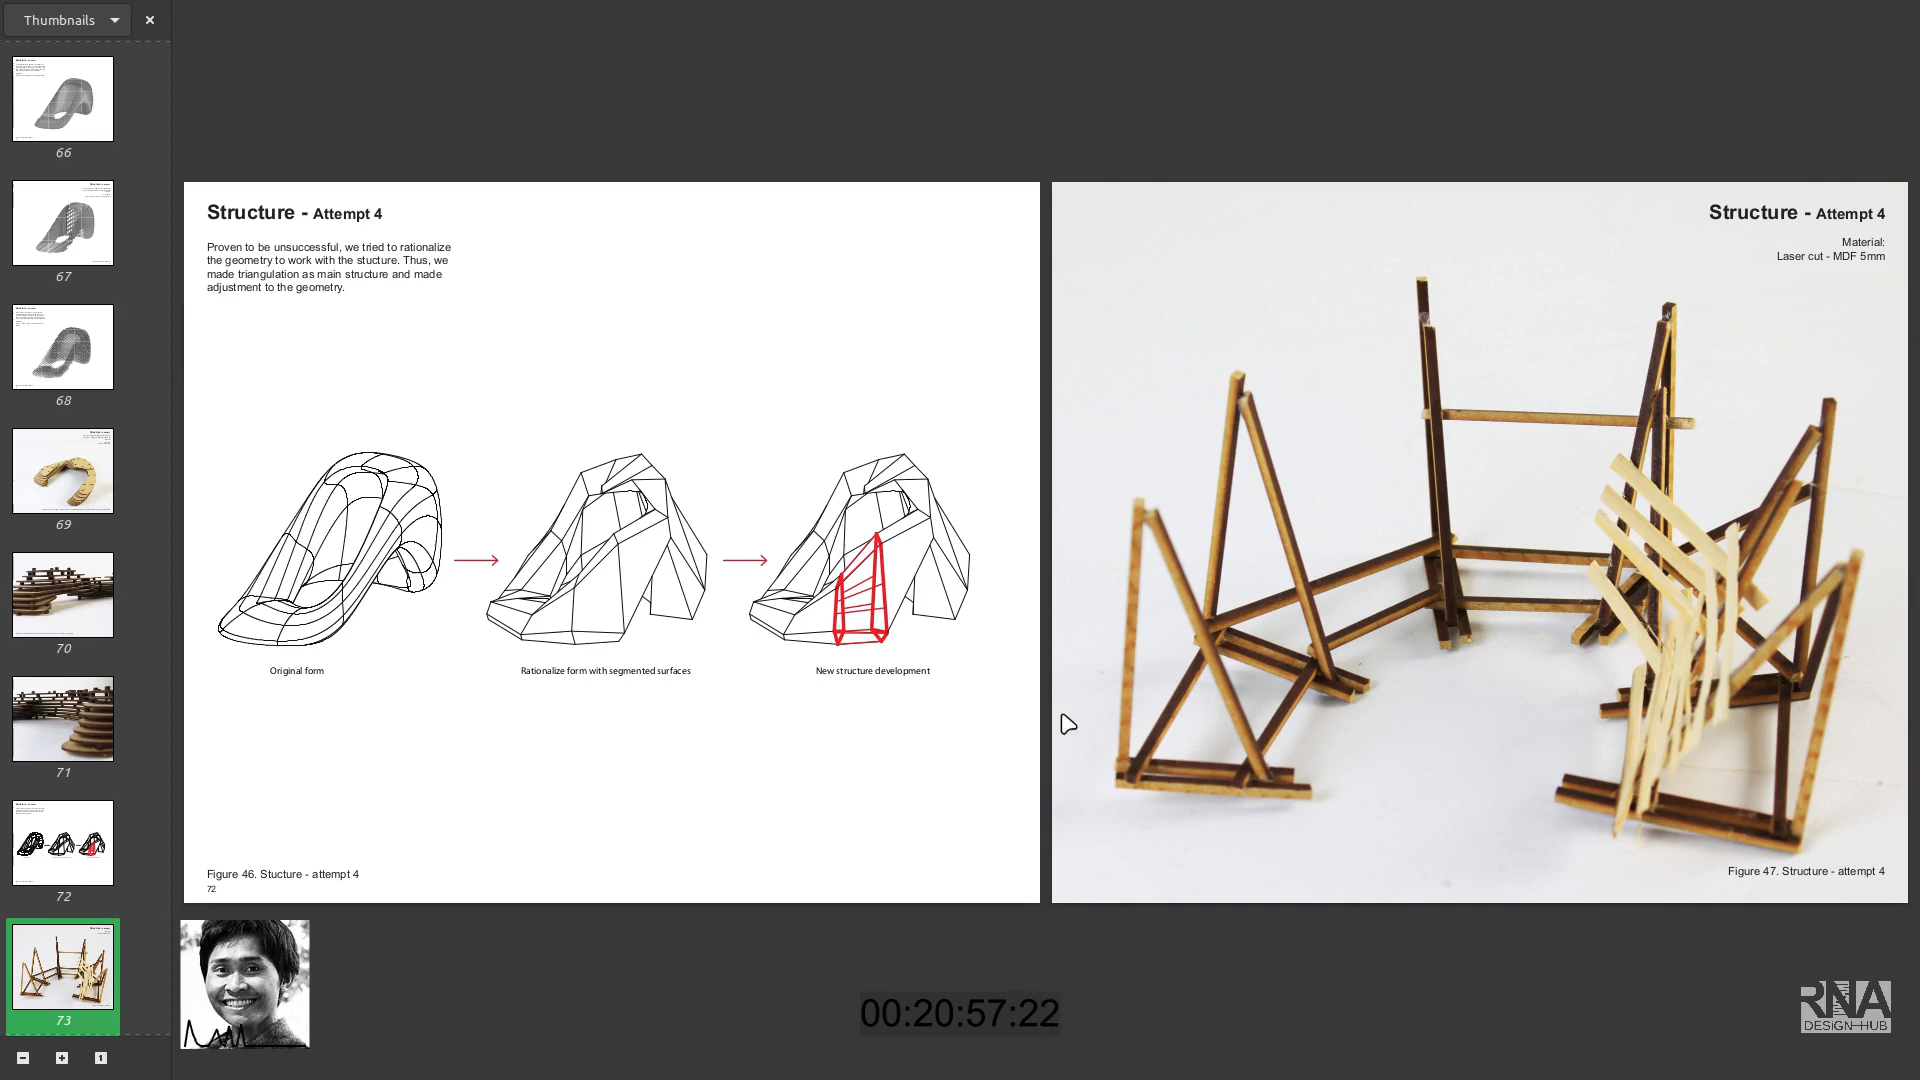 Thumbnails
66
67
68
69
70
71
72
73
Structure - Attempt 4
Proven to be unsuccessful, we tried to rationalize
the geometry to work with the stucture. Thus, we
made triangulation as main structure and made
adjustment to the geometry.
Original form
Rationalize form with segmented surfaces
New structure development
Figure 46. Stucture - attempt 4
72
Structure - Attempt 4
Material:
Laser cut - MDF 5mm
Figure 47. Structure - attempt 4
00:20:57:22
RNA
DESiGN-HUB